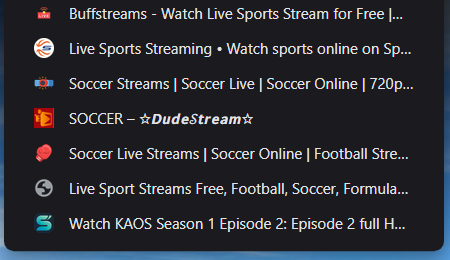 Buffstreams - Watch Live Sports Stream for Free |...
Live Sports Streaming • Watch sports online on Sp...
Soccer Streams | Soccer Live | Soccer Online | 720p...
SOCCER – ☆𝘿𝙪𝙙𝙚𝑆𝙩𝙧𝙚𝙖𝙢☆
Soccer Live Streams | Soccer Online | Football Stre...
Live Sport Streams Free, Football, Soccer, Formula...
Watch KAOS Season 1 Episode 2: Episode 2 full H...